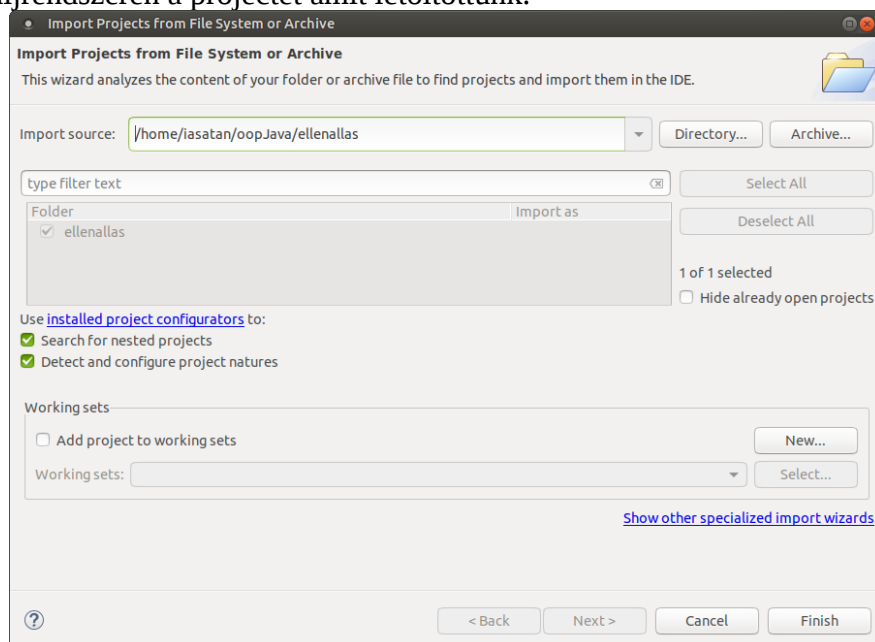 fájlrendszeren a projectet amit letöltöttünk.
Import Projects from File System or Archive
Import Projects from File System or Archive
This wizard analyzes the content of your folder or archive file to find projects and import them in the IDE.
Import source: /home/iasatan/oopJava/ellenallas Directory... Archive...
type filter text Select All
Folder Import as
ellenallas
Deselect All
1 of 1 selected
Hide already open projects
Use installed project configurators to:
Search for nested projects
Detect and configure project natures
Working sets
Add project to working sets New...
Working sets: Select...
Show other specialized import wizards
? < Back Next > Cancel Finish